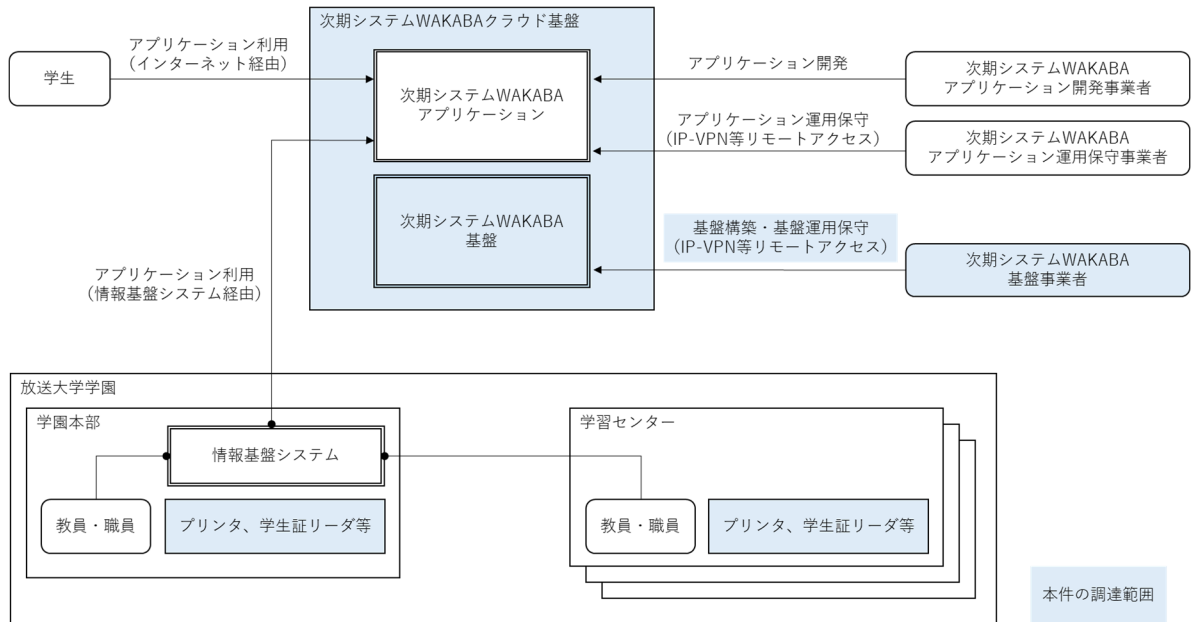 次期システムWAKABAクラウド基盤
アプリケーション利用
（インターネット経由）
学生
次期システムWAKABA
アプリケーション
アプリケーション開発
次期システムWAKABA
アプリケーション開発事業者
アプリケーション運用保守
（IP-VPN等リモートアクセス）
次期システムWAKABA
アプリケーション運用保守事業者
次期システムWAKABA
基盤
基盤構築・基盤運用保守
（IP-VPN等リモートアクセス）
次期システムWAKABA
基盤事業者
アプリケーション利用
（情報基盤システム経由）
放送大学学園
学園本部
情報基盤システム
教員・職員
プリンタ、学生証リーダ等
学習センター
教員・職員
プリンタ、学生証リーダ等
本件の調達範囲